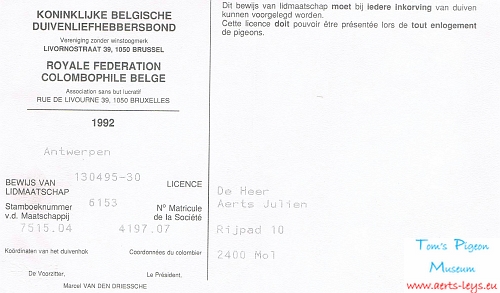 KONINKLIJKE BELGISCHE
DUIVENLIEFHEBBERSBOND
Vereniging zonder winstoogmerk
LIVORNOSTRAAT 39, 1050 BRUSSEL
ROYALE FEDERATION
COLOMBOPHILE BELGE
Association sans but lucratif
RUE DE LIVOURNE 39, 1050 BRUXELLES
1992
Antwerpen
130495-30
BEWIJS VAN
LIDMAATSCHAP
LICENCE
6153
Stamboeknummer
v.d. Maatschappij
Nº Matricule
de la Société
7515.04 4197.07
Koördinaten van het duivenhok Coordonnées du colombier
De Voorzitter, Le Président,
Marcel VAN DEN DRIESSCHE
Dit bewijs van lidmaatschap moet bij iedere inkorving van duiven
kunnen voorgelegd worden.
Cette licence doit pouvoir être présentée lors de tout enlogement
de pigeons.
De Heer
Aerts Julien
Rijpad 10
2400 Mol
Tom's Pigeon
Museum
www.aerts-leys.eu